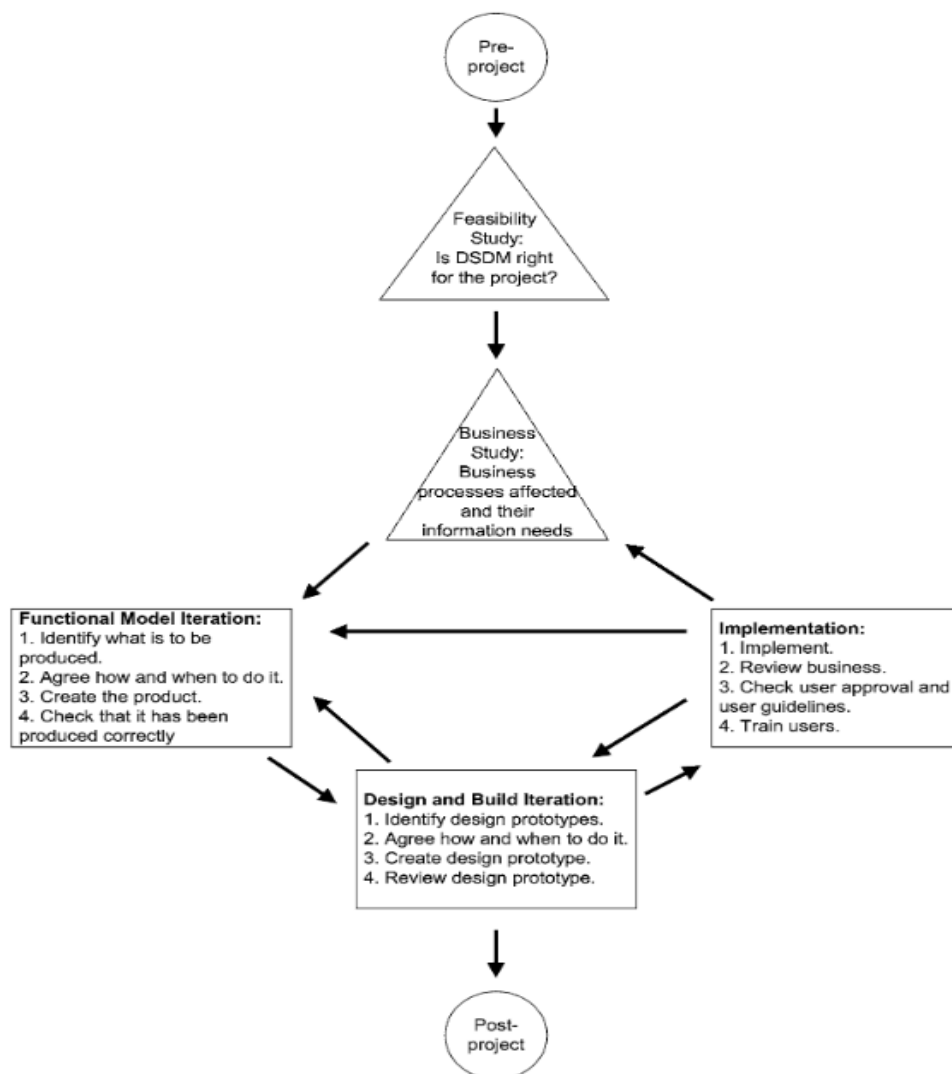 Pre-
project
Feasibility
Study:
Is DSDM right
for the project?
Business
Study:
Business
processes affected
and their
information needs
Functional Model Iteration:
1. Identify what is to be
produced.
2. Agree how and when to do it.
3. Create the product.
4. Check that it has been
produced correctly
Implementation:
1. Implement.
2. Review business.
3. Check user approval and
user guidelines.
4. Train users.
Design and Build Iteration:
1. Identify design prototypes.
2. Agree how and when to do it.
3. Create design prototype.
4. Review design prototype.
Post-
project